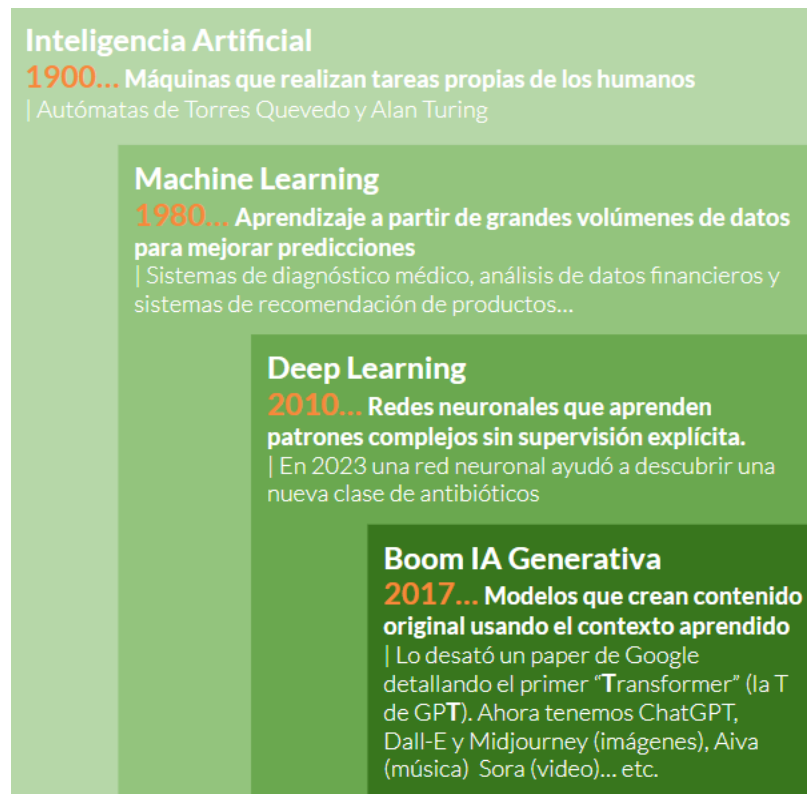 Inteligencia Artificial
1900... Máquinas que realizan tareas propias de los humanos
| Autómatas de Torres Quevedo y Alan Turing
Machine Learning
1980... Aprendizaje a partir de grandes volúmenes de datos
para mejorar predicciones
| Sistemas de diagnóstico médico, análisis de datos financieros y
sistemas de recomendación de productos...
Deep Learning
2010... Redes neuronales que aprenden
patrones complejos sin supervisión explícita.
| En 2023 una red neuronal ayudó a descubrir una
nueva clase de antibióticos
Boom IA Generativa
2017... Modelos que crean contenido
original usando el contexto aprendido
| Lo desató un paper de Google
detallando el primer “Transformer” (la T
de GPT). Ahora tenemos ChatGPT,
Dall-E y Midjourney (imágenes), Aiva
(música) Sora (video)... etc.